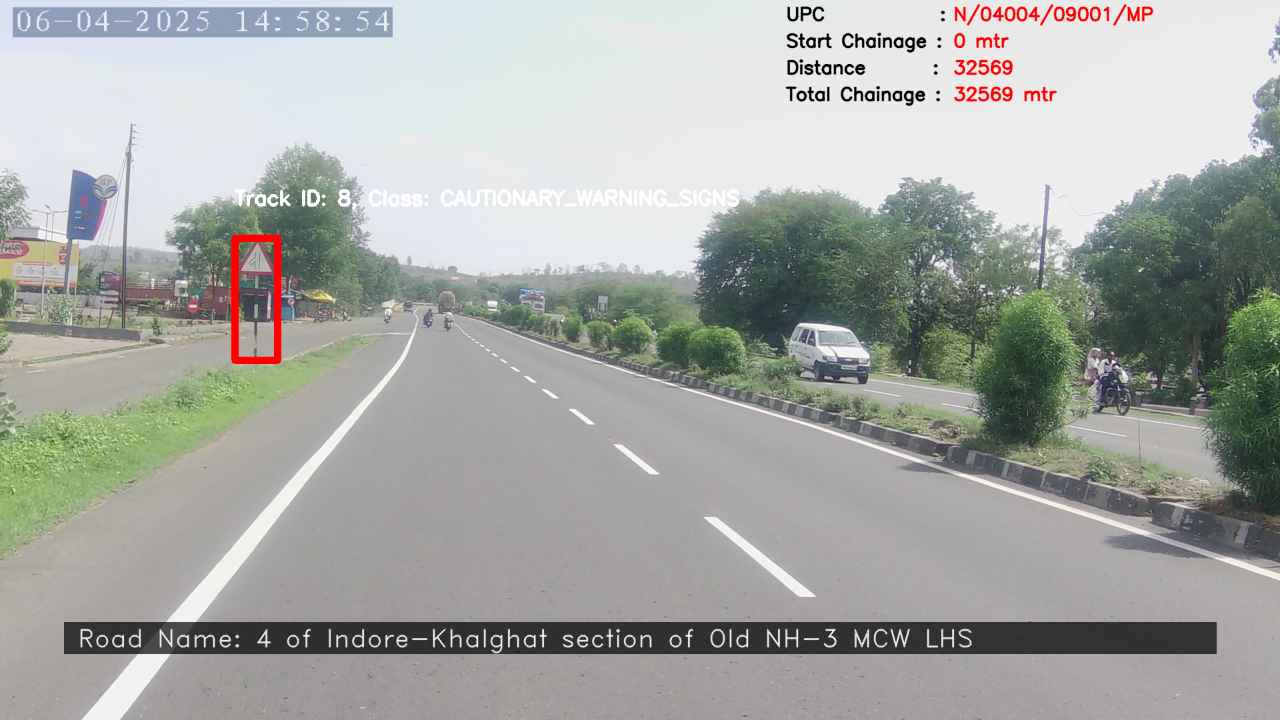 06-04-2025 14:58:54
UPC : N/04004/09001/MP
Start Chainage : 0 mtr
Distance : 32569
Total Chainage : 32569 mtr
Track ID: 8, Class: CAUTIONARY_WARNING_SIGNS
Road Name: 4 of Indore-Khalghat section of Old NH-3 MCW LHS